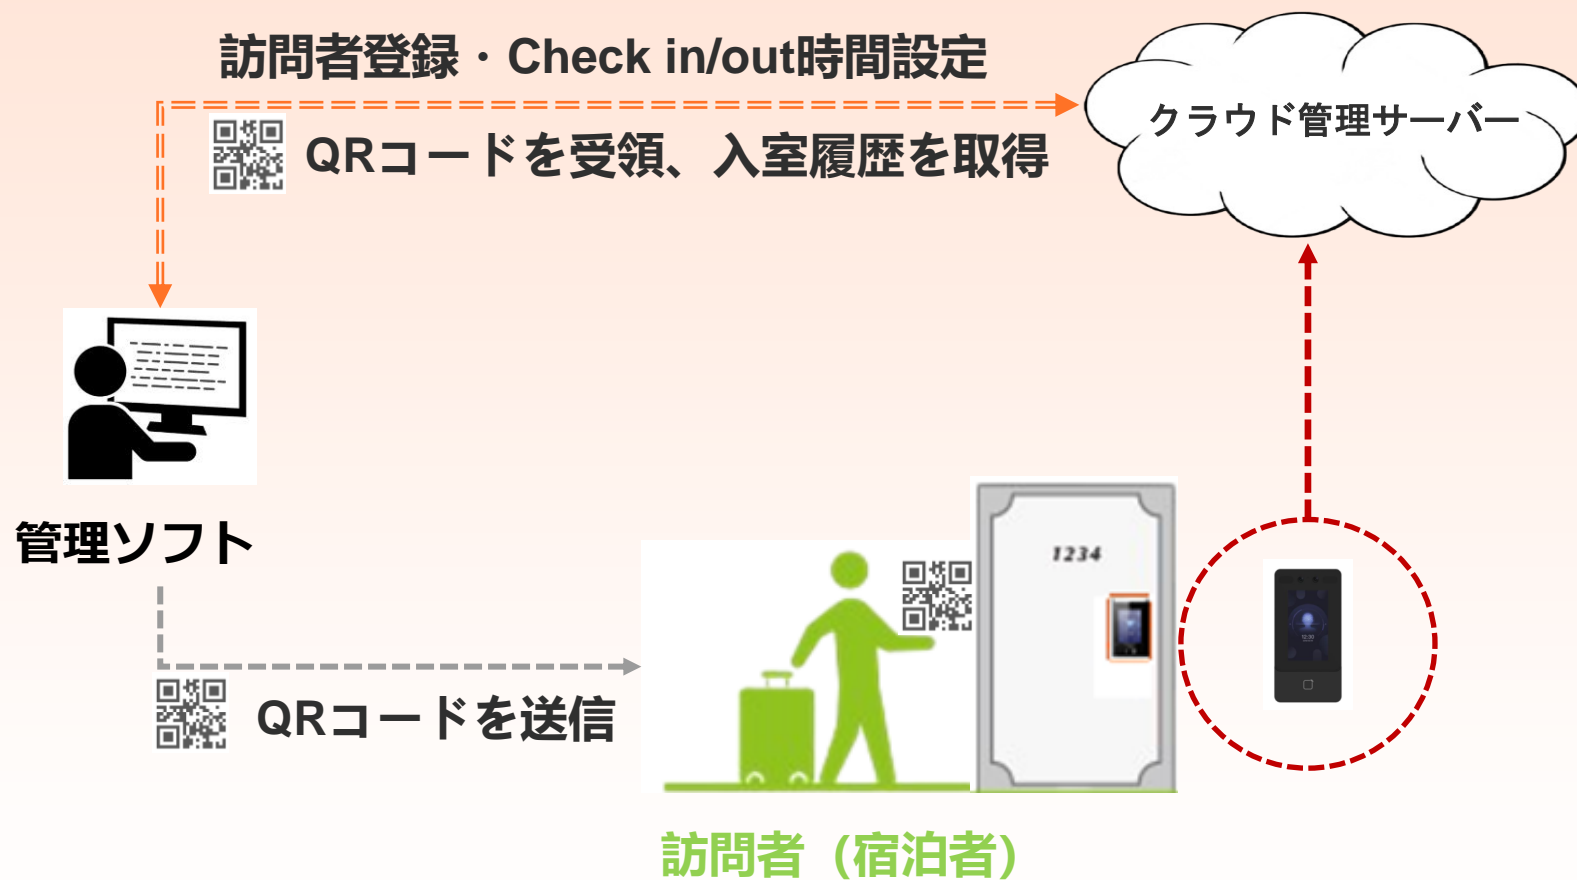 訪問者登録・Check in/out時間設定
QRコードを受領、入室履歴を取得
クラウド管理サーバー
管理ソフト
1234
12:30
QRコードを送信
訪問者（宿泊者）